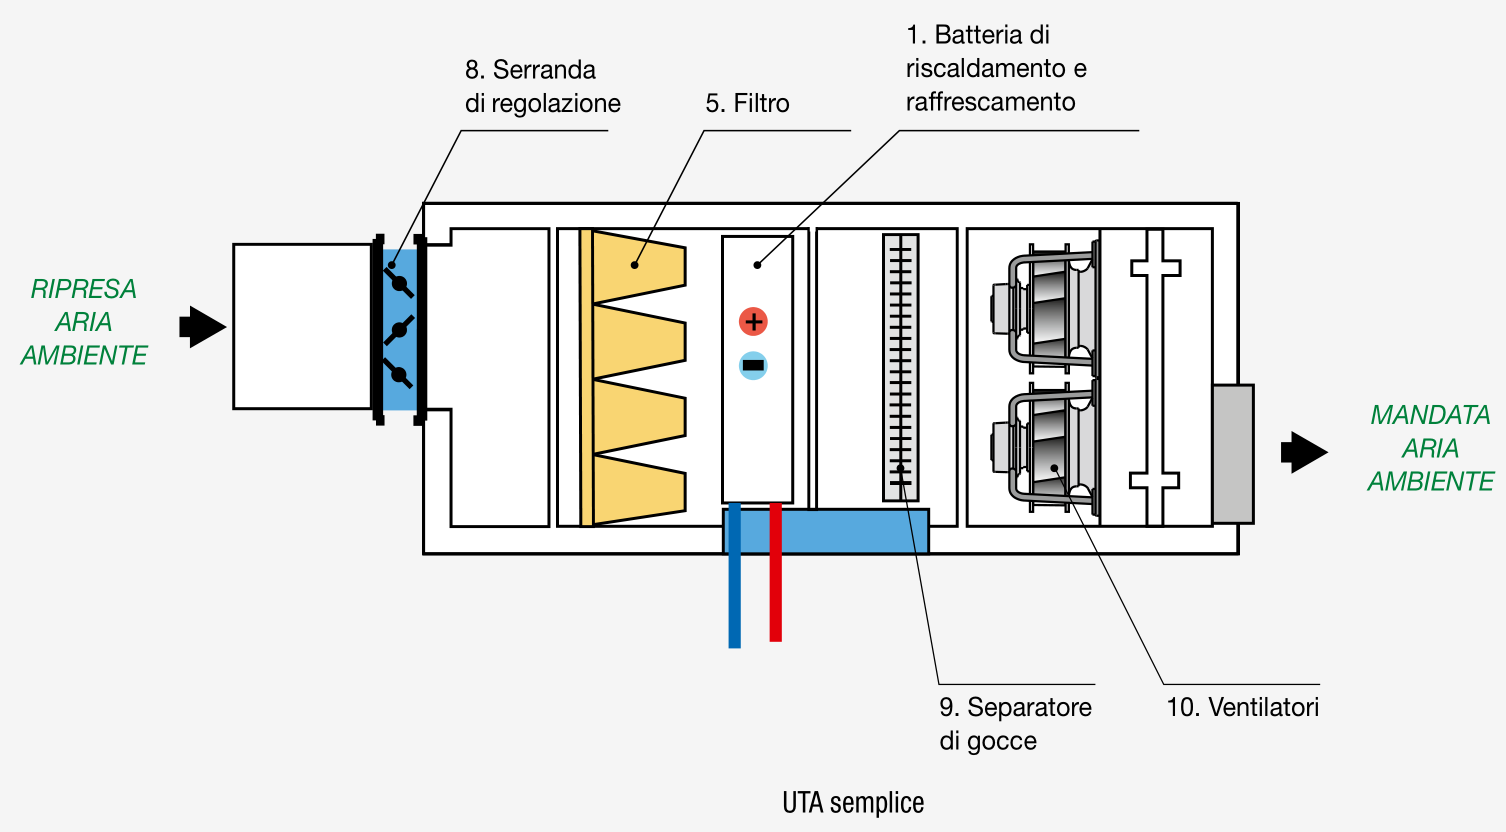 1. Batteria di
riscaldamento e
raffrescamento
8. Serranda
di regolazione
5. Filtro
RIPRESA
ARIA
AMBIENTE
MANDATA
ARIA
AMBIENTE
9. Separatore
di gocce
10. Ventilatori
UTA semplice